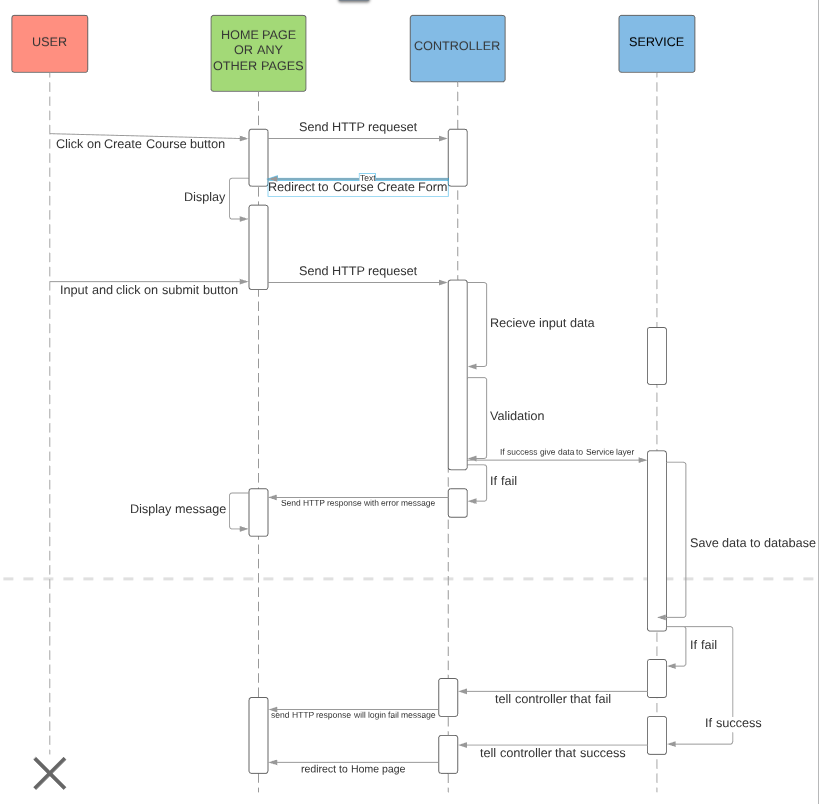 USER
HOME PAGE
OR ANY
OTHER PAGES
CONTROLLER
SERVICE
Send HTTP requeset
Click on Create Course button
Text
Redirect to Course Create Form
Display
Send HTTP requeset
Input and click on submit button
Recieve input data
Validation
If success give data to Service layer
If fail
Send HTTP response with error message
Display message
Save data to database
If fail
tell controller that fail
send HTTP response will login fail message
If success
tell controller that success
redirect to Home page